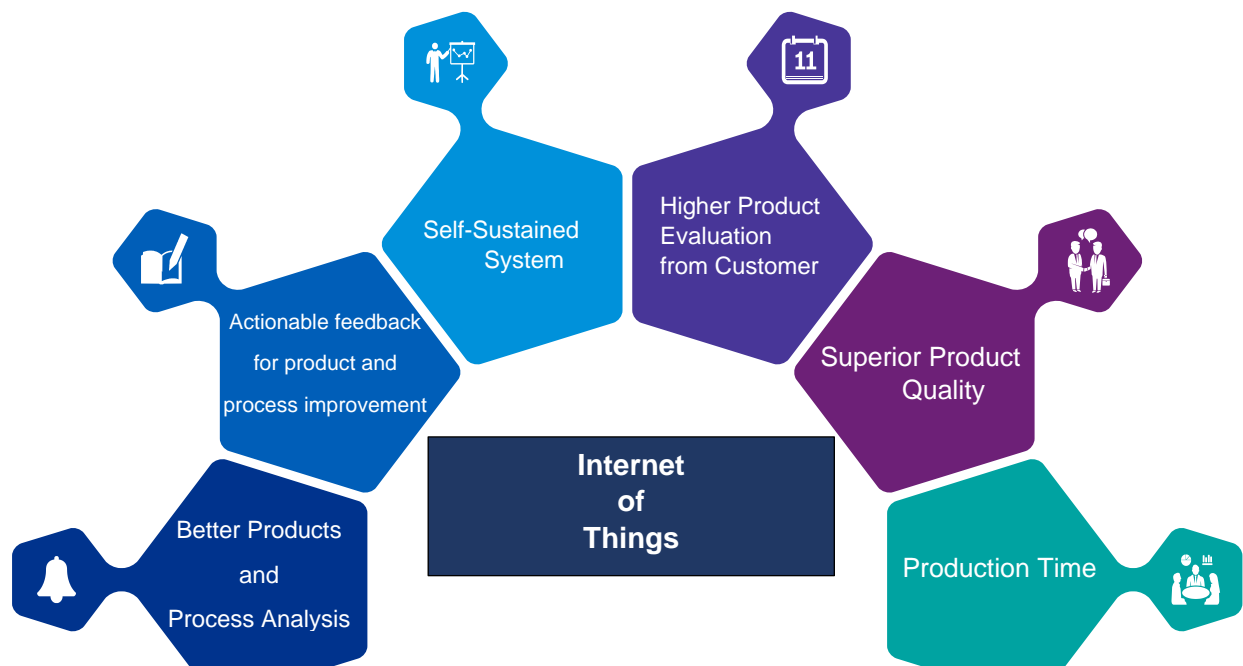 11
Self-Sustained
System
Higher Product
Evaluation
from Customer
Actionable feedback
for product and
process improvement
Superior Product
Quality
Internet
of
Things
Better Products
and
Process Analysis
Production Time